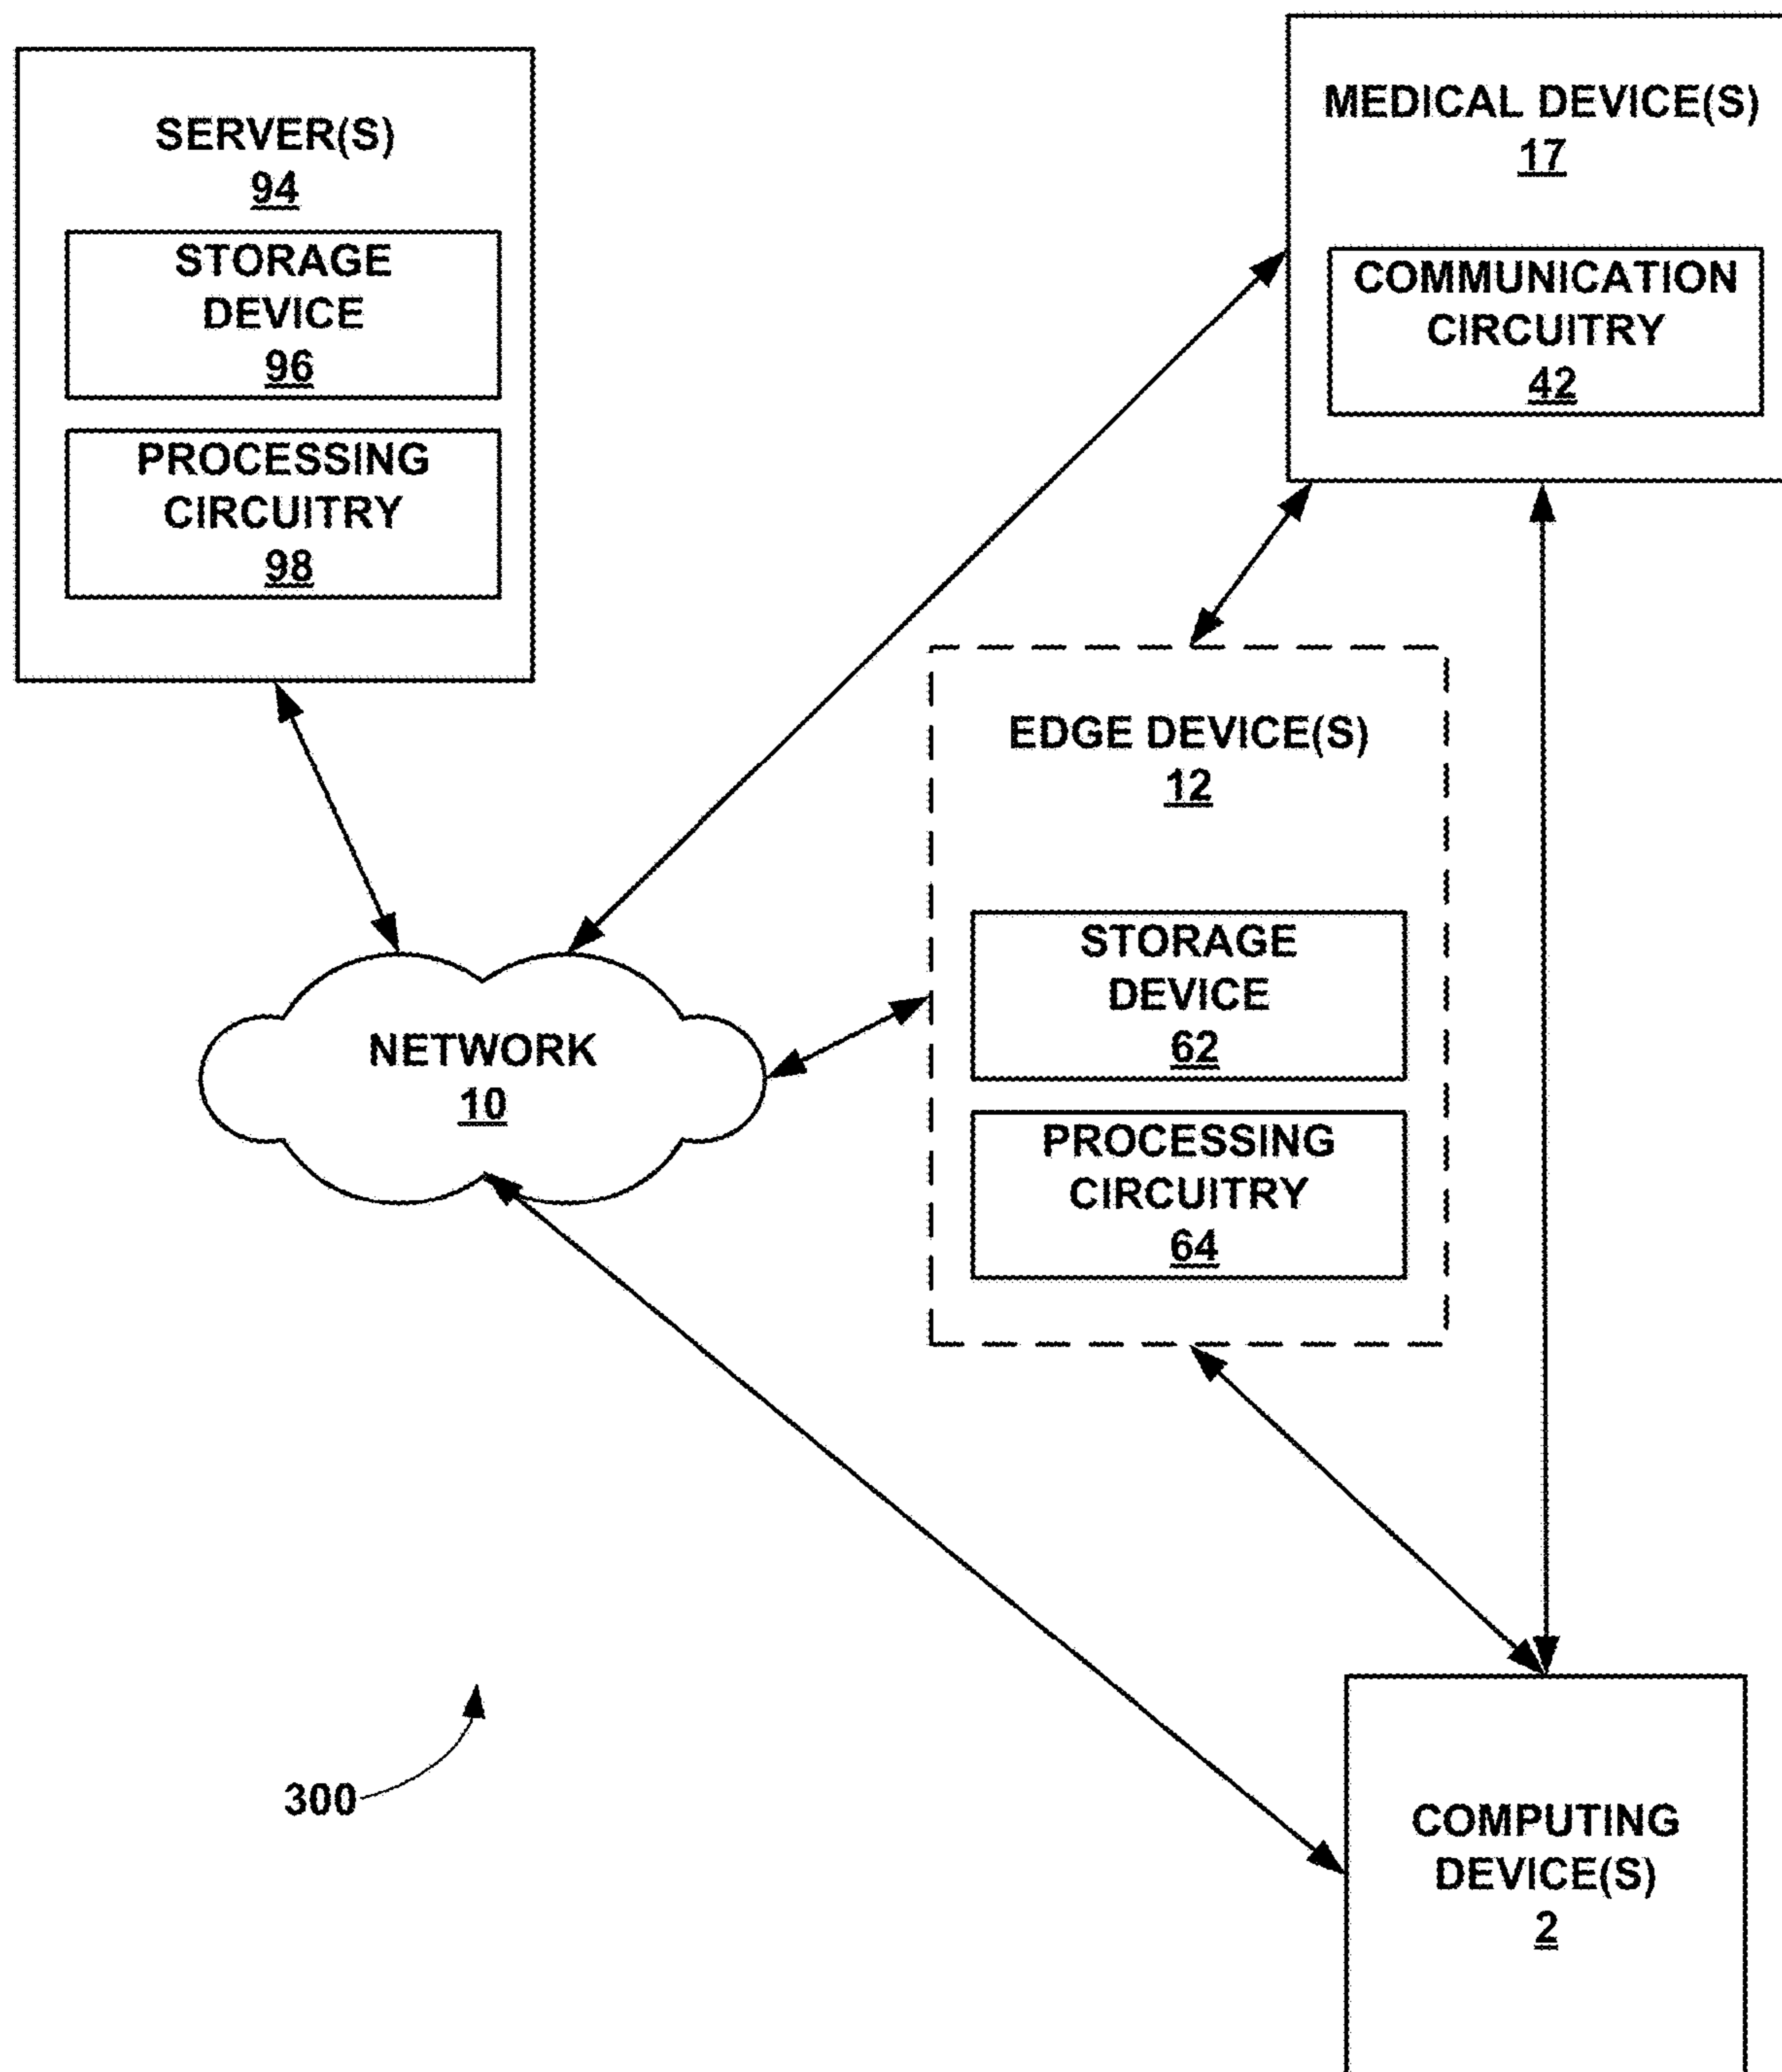 SERVER(S)
94
STORAGE
DEVICE
96
PROCESSING
CIRCUITRY
98
MEDICAL DEVICE(S)
17
COMMUNICATION
CIRCUITRY
42
EDGE DEVICE(S)
12
STORAGE
DEVICE
62
PROCESSING
CIRCUITRY
64
NETWORK
10
300
COMPUTING
DEVICE(S)
2